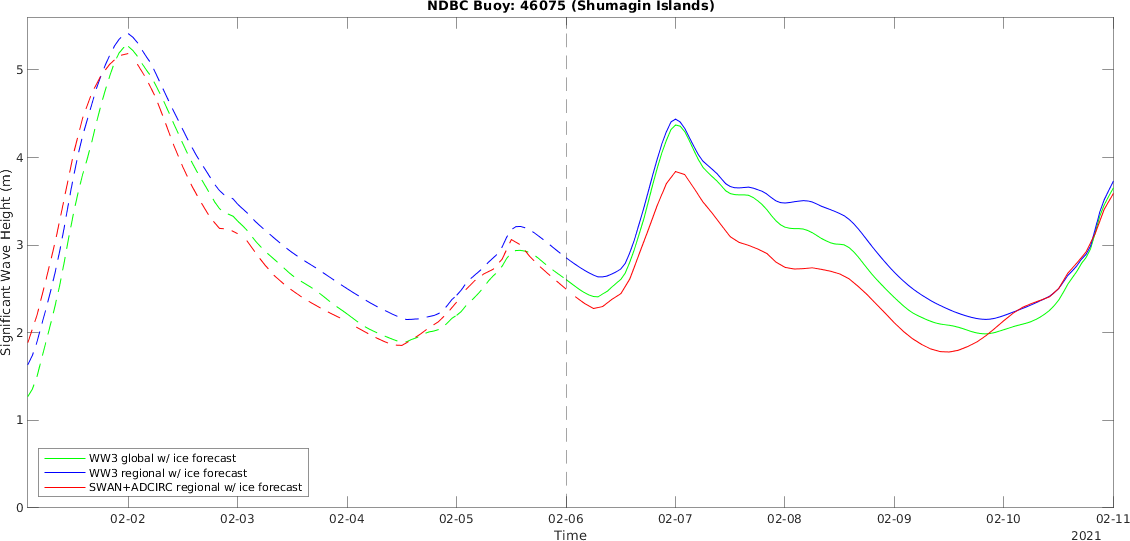 NDBC Buoy: 46075 (Shumagin Islands)
5
4
3
2
1
0
Significant Wave Height (m)
WW3 global w/ ice forecast
WW3 regional w/ ice forecast
SWAN+ADCIRC regional w/ ice forecast
02-02 02-03 02-04 02-05 02-06 02-07 02-08 02-09 02-10 02-11
Time
2021